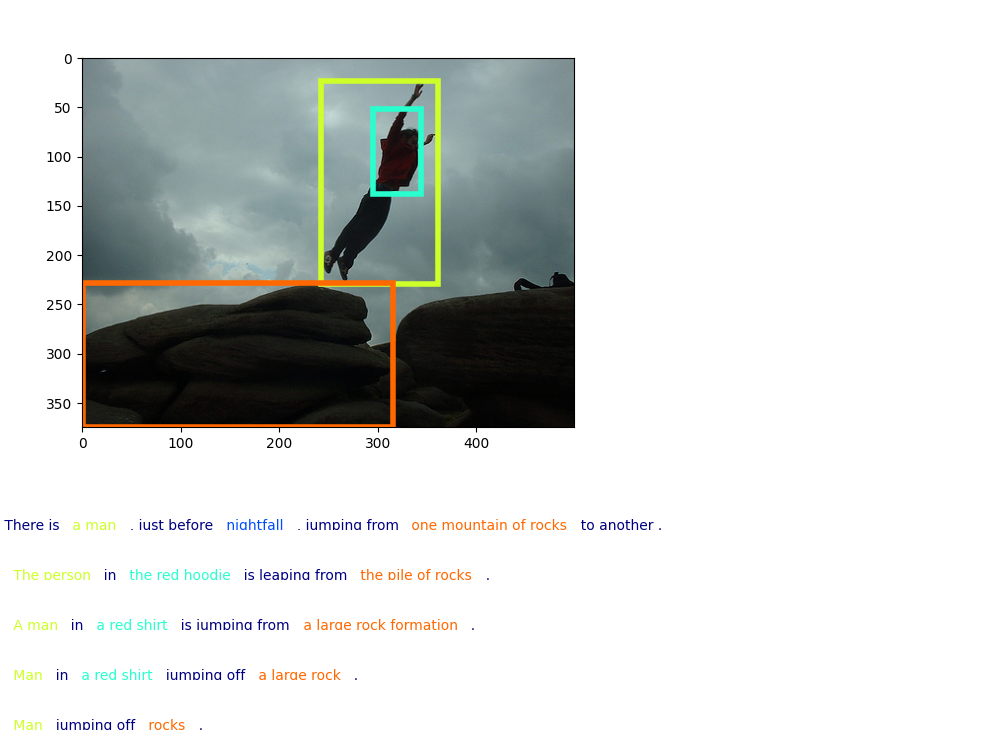 0
50
100
150
200
250
300
350
0 100 200 300 400
There is a man , just before nightfall , jumping from one mountain of rocks to another .
The person in the red hoodie is leaping from the pile of rocks .
A man in a red shirt is jumping from a large rock formation .
Man in a red shirt jumping off a large rock .
Man jumping off rocks .